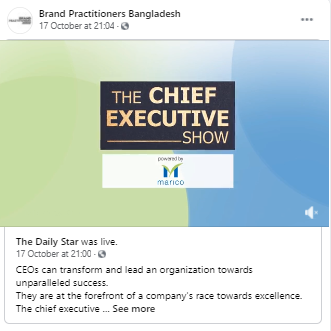 Brand Practitioners Bangladesh
17 October at 21:04 ·
THE CHIEF
EXECUTIVE
SHOW
powered by
marico
The Daily Star was live.
17 October at 21:00 ·
CEOs can transform and lead an organization towards
unparalleled success.
They are at the forefront of a company's race towards excellence.
The chief executive ... See more